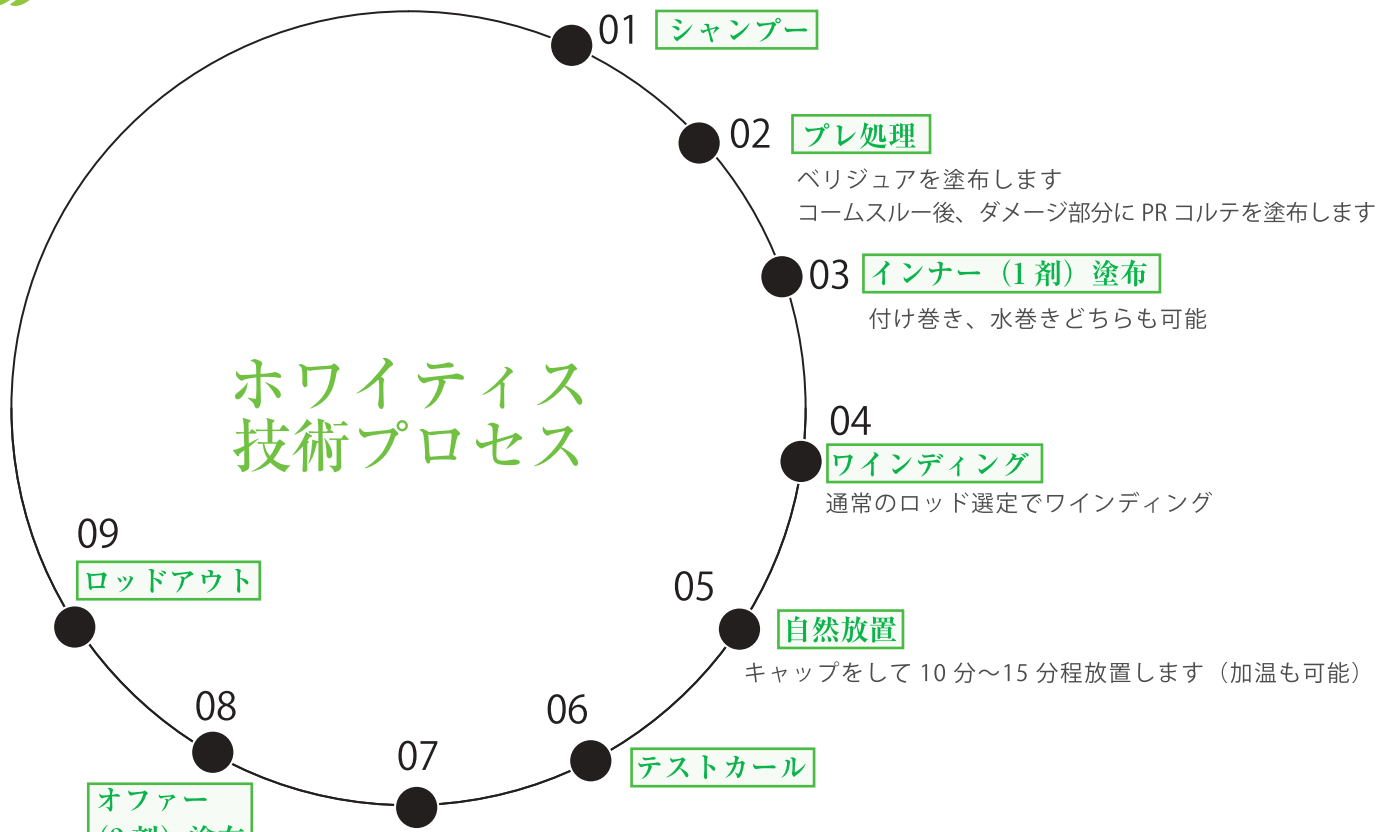 01
シャンプー
02
プレ処理
ベリジュアを塗布します
コームスルー後、ダメージ部分に PR コルテを塗布します
03
インナー（1 剤）塗布
付け巻き、水巻きどちらも可能
ホワイティス
技術プロセス
04
ワインディング
通常のロッド選定でワインディング
05
自然放置
キャップをして 10 分〜15 分程放置します（加温も可能）
06
テストカール
07
08
オファー
（2 剤）塗布
09
ロッドアウト